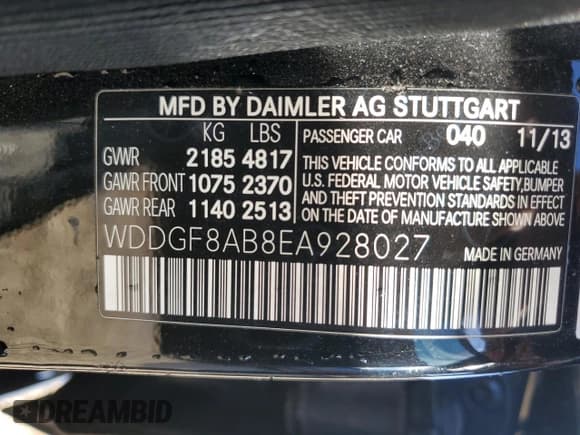 MFD BY DAIMLER AG STUTTGART
KG LBS PASSENGER CAR 040 11/13
GVWR 2185 4817 THIS VEHICLE CONFORMS TO ALL APPLICABLE
GAWR FRONT 1075 2370 U.S. FEDERAL MOTOR VEHICLE SAFETY,BUMPER
GAWR REAR 1140 2513 AND THEFT PREVENTION STANDARDS IN EFFECT
ON THE DATE OF MANUFACTURE SHOWN ABOVE.
WDDGF8AB8EA928027 MADE IN GERMANY
DREAMBID